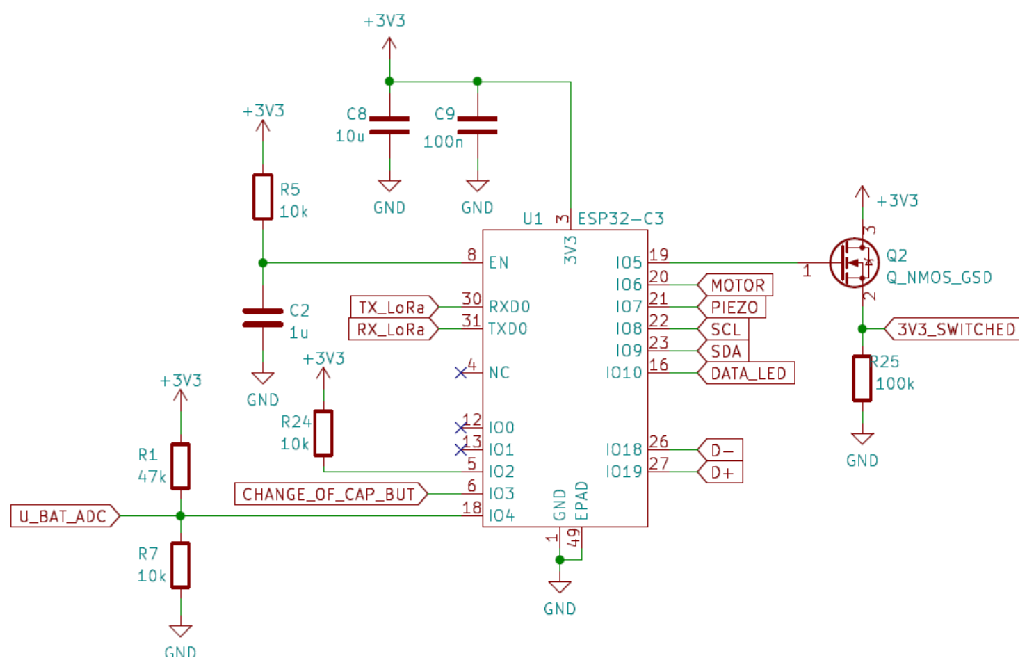 +3V3
C8
10u
C9
100n
+3V3
R5
10k
GND
GND
U1
3
ESP32-C3
3V3
+3V3
3
Q2
Q_NMOS_GSD
1
2
8
EN
IO5
19
IO6
20
MOTOR
TX_LoRa
30
RXD0
IO7
21
PIEZO
RX_LoRa
31
TXD0
IO8
22
SCL
3V3_SWITCHED
C2
1u
IO9
23
SDA
+3V3
4
NC
IO10
16
DATA_LED
R25
100k
GND
+3V3
R24
10k
12
IO0
13
IO1
IO18
26
D-
GND
R1
47k
5
IO2
IO19
27
D+
CHANGE_OF_CAP_BUT
6
IO3
U_BAT_ADC
18
IO4
GND
EPAD
1
49
R7
10k
GND
GND